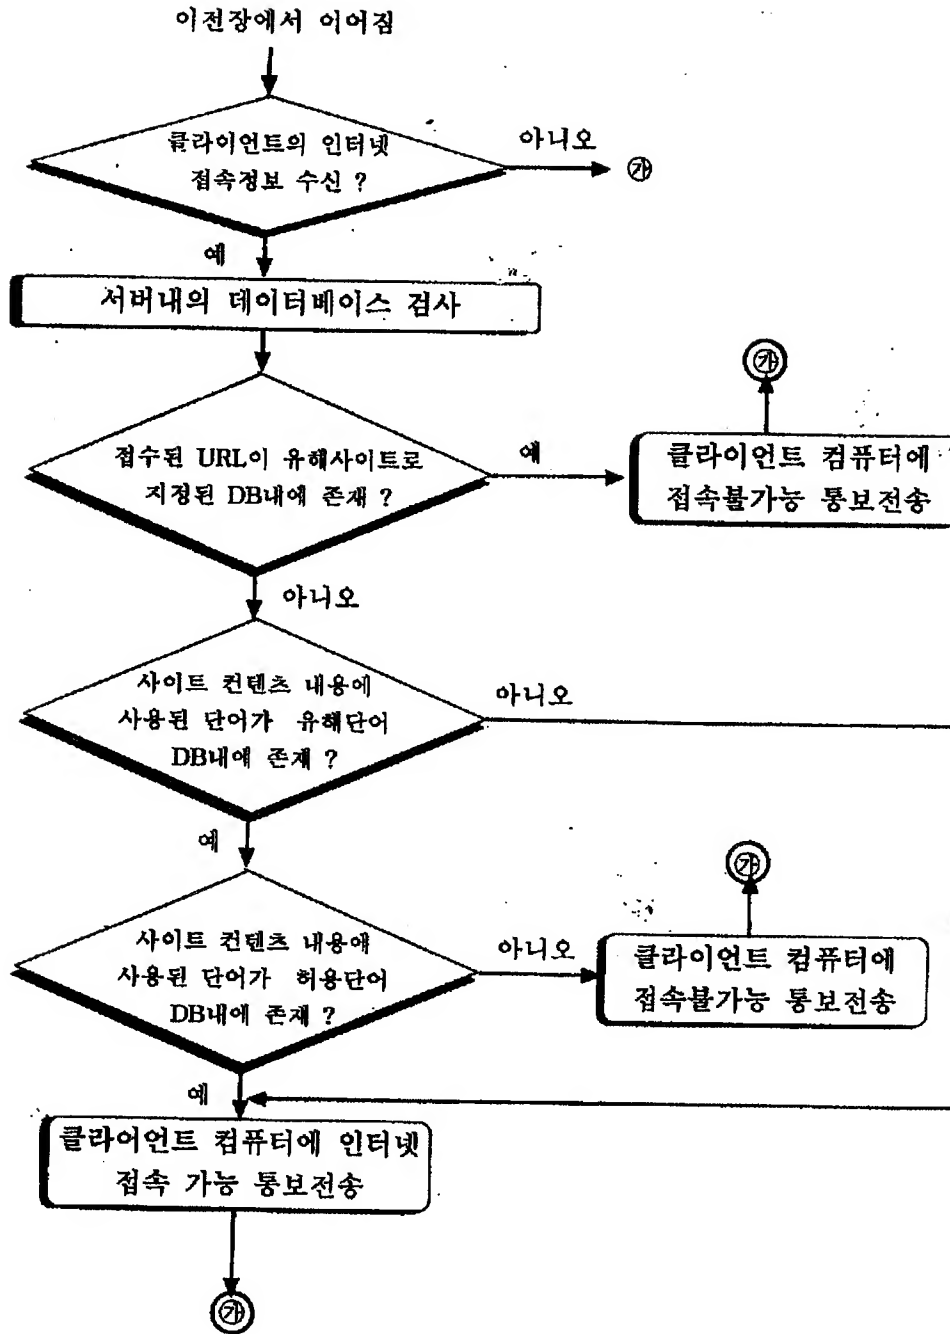 이전장에서 이어짐
클라이언트의 인터넷
접속정보 수신 ?
아니오
㉮
예
서버내의 데이터베이스 검사
㉮
접수된 URL이 유해사이트로
지정된 DB내에 존재 ?
예
클라이언트 컴퓨터에
접속불가능 통보전송
아니오
사이트 컨텐츠 내용에
사용된 단어가 유해단어
DB내에 존재 ?
아니오
예
㉮
사이트 컨텐츠 내용에
사용된 단어가 허용단어
DB내에 존재 ?
아니오
클라이언트 컴퓨터에
접속불가능 통보전송
예
클라이언트 컴퓨터에 인터넷
접속 가능 통보전송
㉮